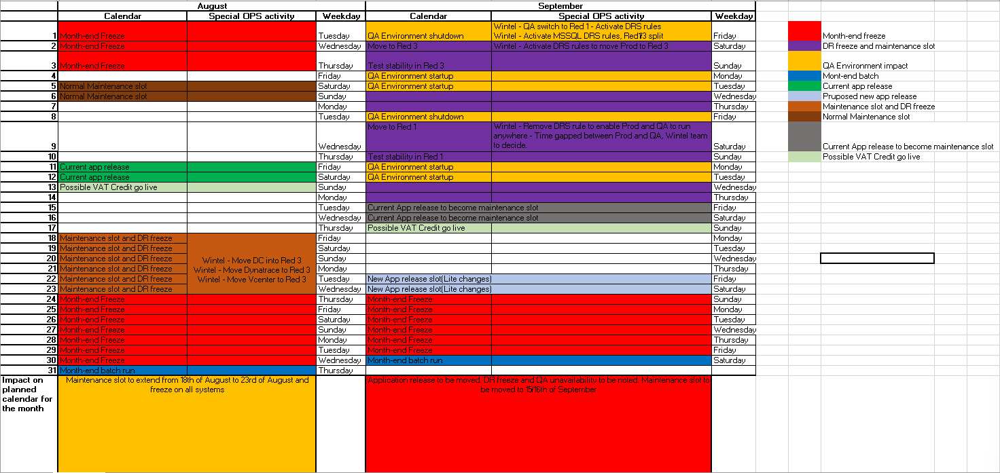 August September
Calendar Special OPS activity Weekday Calendar Special OPS activity Weekday
Wintel - QA switch to Red 1 - Activate DRS rules
1 Month-end Freeze Tuesday QA Environment shutdown Wintel - Activate MSSQL DRS rules, Red1/3 split Friday Month-end freeze
2 Month-end Freeze Wednesday Move to Red 3 Wintel - Activate DRS rules to move Prod to Red 3 Saturday DR freeze and maintenance slot
3 Month-end Freeze Thursday Test stability in Red 3 Sunday QA Environment impact
4 Friday QA Environment startup Monday Mont-end batch
5 Normal Maintenance slot Saturday QA Environment startup Tuesday Current app release
6 Normal Maintenance slot Sunday Wednesday Pruposed new app release
7 Monday Thursday Maintenance slot and DR freeze
8 Tuesday QA Environment shutdown Friday Normal Maintenance slot
Move to Red 1 Wintel - Remove DRS rule to enable Prod and QA to run
anywhere - Time gapped between Prod and QA, Wintel team
9 Wednesday to decide. Saturday Current App release to become maintenance slot
10 Thursday Test stability in Red 1 Sunday Possible VAT Credit go live
11 Current app release Friday QA Environment startup Monday
12 Current app release Saturday QA Environment startup Tuesday
13 Possible VAT Credit go live Sunday Wednesday
14 Monday Thursday
15 Tuesday Current App release to become maintenance slot Friday
16 Wednesday Current App release to become maintenance slot Saturday
17 Thursday Possible VAT Credit go live Sunday
18 Maintenance slot and DR freeze Friday Monday
19 Maintenance slot and DR freeze Saturday Tuesday
20 Maintenance slot and DR freeze Wintel - Move DC into Red 3 Sunday Wednesday
21 Maintenance slot and DR freeze Wintel - Move Dynatrace to Red 3 Monday Thursday
22 Maintenance slot and DR freeze Wintel - Move Vcenter to Red 3 Tuesday New App release slot(Lite changes) Friday
23 Maintenance slot and DR freeze Wednesday New App release slot(Lite changes) Saturday
24 Month-end Freeze Thursday Month-end Freeze Sunday
25 Month-end Freeze Friday Month-end Freeze Monday
26 Month-end Freeze Saturday Month-end Freeze Tuesday
27 Month-end Freeze Sunday Month-end Freeze Wednesday
28 Month-end Freeze Monday Month-end Freeze Thursday
29 Month-end Freeze Tuesday Month-end Freeze Friday
30 Month-end Freeze Wednesday Month-end batch run Saturday
31 Month-end batch run Thursday
Impact on planned calendar for the month
Maintenance slot to extend from 18th of August to 23rd of August and
freeze on all systems
Application release to be moved. DR freeze and QA unavailability to be noted. Maintenance slot to
be moved to 15/16th of September